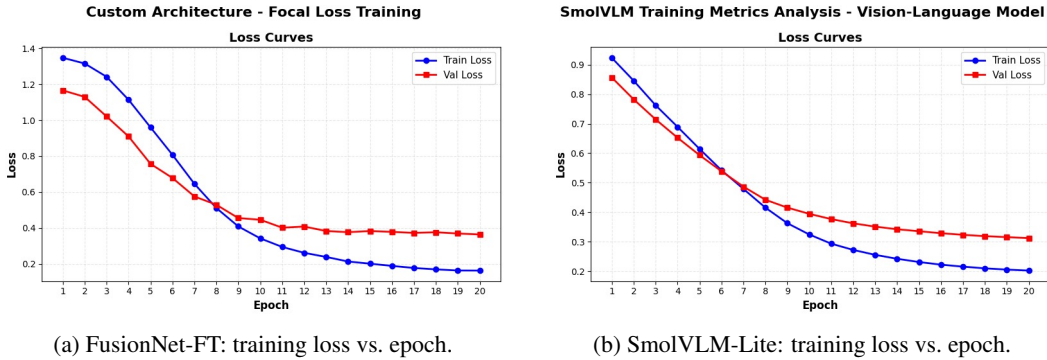 Custom Architecture - Focal Loss Training
Loss Curves
Train Loss
Val Loss
1.4
1.2
1.0
0.8
0.6
0.4
0.2
Loss
1 2 3 4 5 6 7 8 9 10 11 12 13 14 15 16 17 18 19 20
Epoch
(a) FusionNet-FT: training loss vs. epoch.
SmolVLM Training Metrics Analysis - Vision-Language Model
Loss Curves
Train Loss
Val Loss
0.9
0.8
0.7
0.6
0.5
0.4
0.3
0.2
Loss
1 2 3 4 5 6 7 8 9 10 11 12 13 14 15 16 17 18 19 20
Epoch
(b) SmolVLM-Lite: training loss vs. epoch.